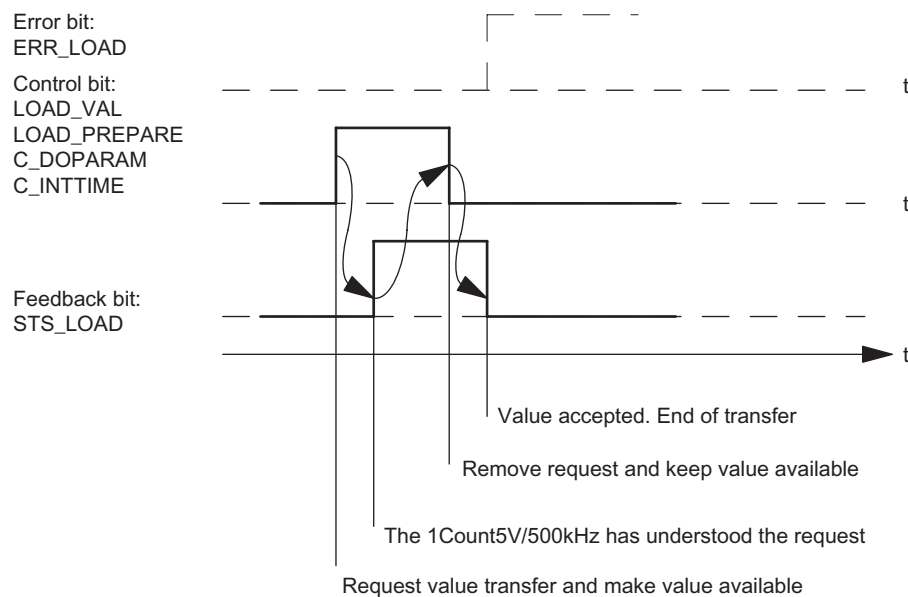 Error bit:
ERR_LOAD
Control bit:
LOAD_VAL
LOAD_PREPARE
C_DOPARAM
C_INTTIME
t
t
Feedback bit:
STS_LOAD
t
Value accepted. End of transfer
Remove request and keep value available
The 1Count5V/500kHz has understood the request
Request value transfer and make value available